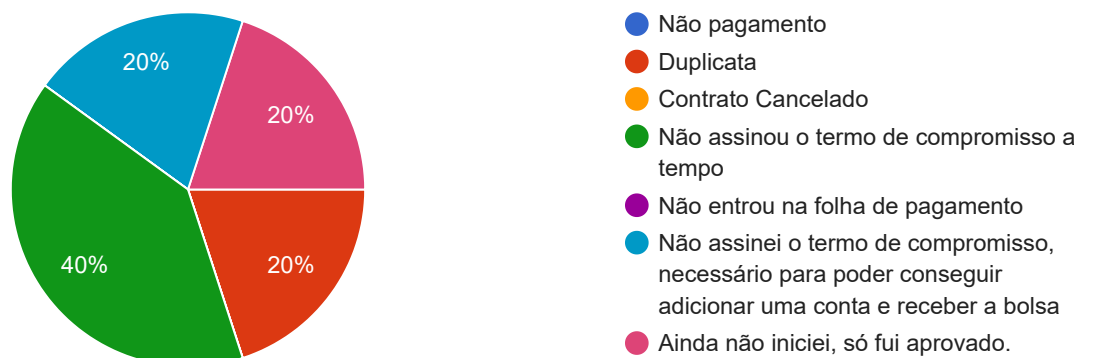 20%
20%
40%
20%
Não pagamento
Duplicata
Contrato Cancelado
Não assinou o termo de compromisso a
tempo
Não entrou na folha de pagamento
Não assinei o termo de compromisso,
necessário para poder conseguir
adicionar uma conta e receber a bolsa
Ainda não iniciei, só fui aprovado.